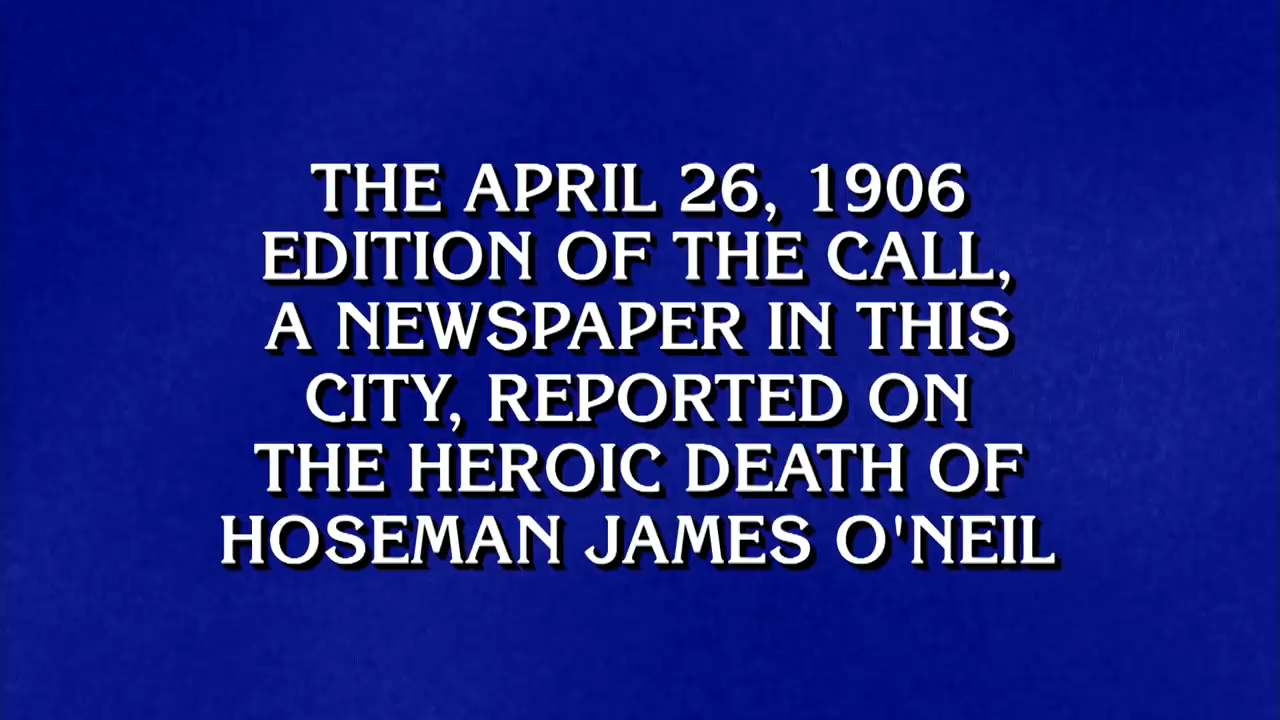 THE APRIL 26, 1906
EDITION OF THE CALL,
A NEWSPAPER IN THIS
CITY, REPORTED ON
THE HEROIC DEATH OF
HOSEMAN JAMES O'NEIL